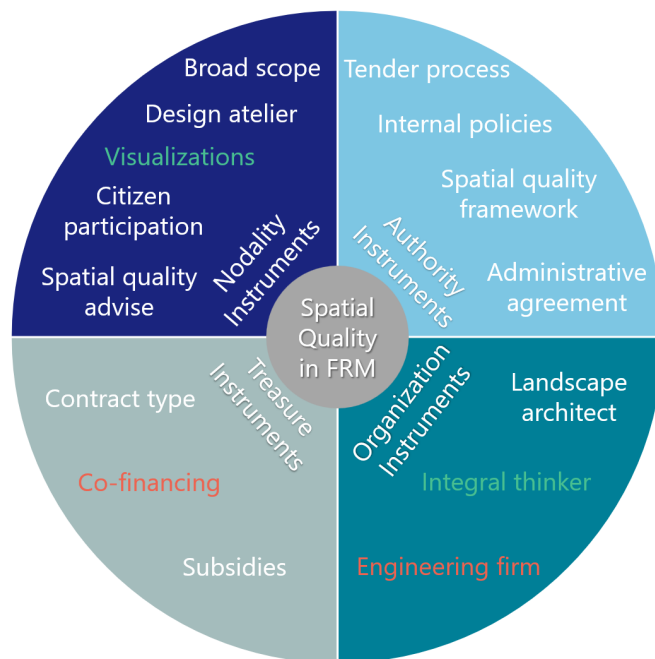 Broad scope
Design atelier
Visualizations
Citizen
participation
Spatial quality
advise
Nodality
Instruments
Tender process
Internal policies
Spatial quality
framework
Administrative
agreement
Authority
Instruments
Spatial
Quality
in FRM
Contract type
Co-financing
Subsidies
Treasure
Instruments
Landscape
architect
Integral thinker
Engineering firm
Organization
Instruments